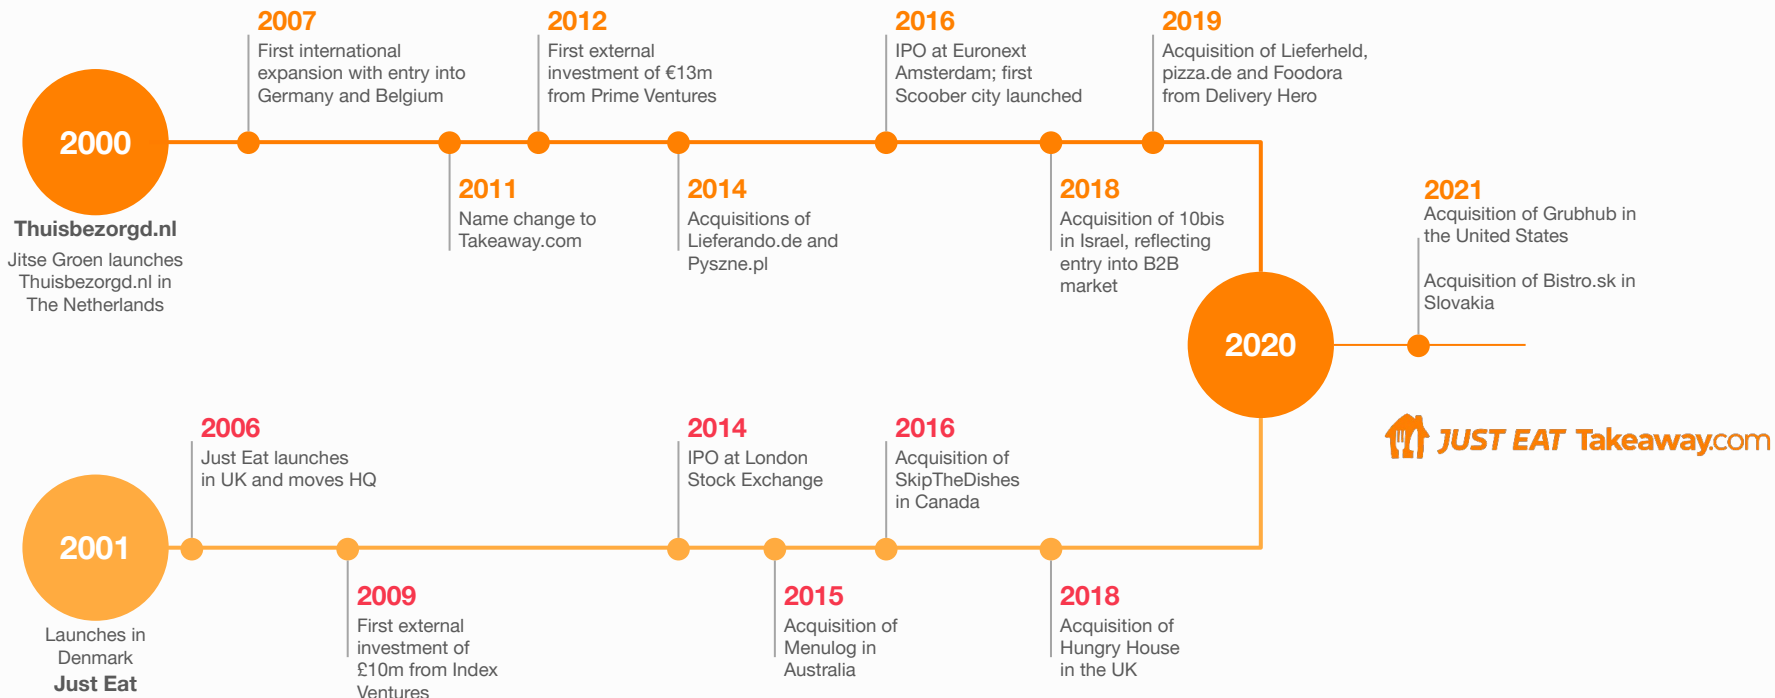 2007
First international
expansion with entry into
Germany and Belgium
2012
First external
investment of €13m
from Prime Ventures
2016
IPO at Euronext
Amsterdam; first
Scoober city launched
2019
Acquisition of Lieferheld,
pizza.de and Foodora
from Delivery Hero
2000
Thuisbezorgd.nl
Jitse Groen launches
Thuisbezorgd.nl in
The Netherlands
2011
Name change to
Takeaway.com
2014
Acquisitions of
Lieferando.de and
Pyszne.pl
2018
Acquisition of 10bis
in Israel, reflecting
entry into B2B
market
2021
Acquisition of Grubhub in
the United States
Acquisition of Bistro.sk in
Slovakia
2020
JUST EAT Takeaway.com
2006
Just Eat launches
in UK and moves HQ
2014
IPO at London
Stock Exchange
2016
Acquisition of
SkipTheDishes
in Canada
2001
Launches in
Denmark
Just Eat
2009
First external
investment of
£10m from Index
Ventures
2015
Acquisition of
Menulog in
Australia
2018
Acquisition of
Hungry House
in the UK